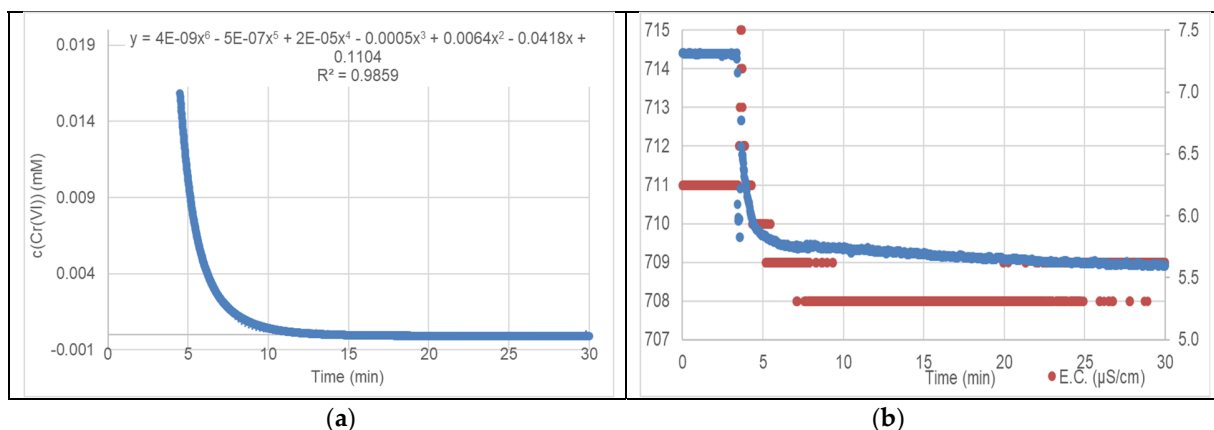 y = 4E-09x⁶ - 5E-07x⁵ + 2E-05x⁴ - 0.0005x³ + 0.0064x² - 0.0418x +
0.1104
R² = 0.9859
0.019
0.014
0.009
0.004
-0.001
c(Cr(VI)) (mM)
0 5 10 15 20 25 30
Time (min)
(a)
715 7.5
714
7.0
713
712 6.5
711
6.0
710
709 5.5
708
707 5.0
0 5 10 15 20 25 30
Time (min) E.C. (µS/cm)
(b)